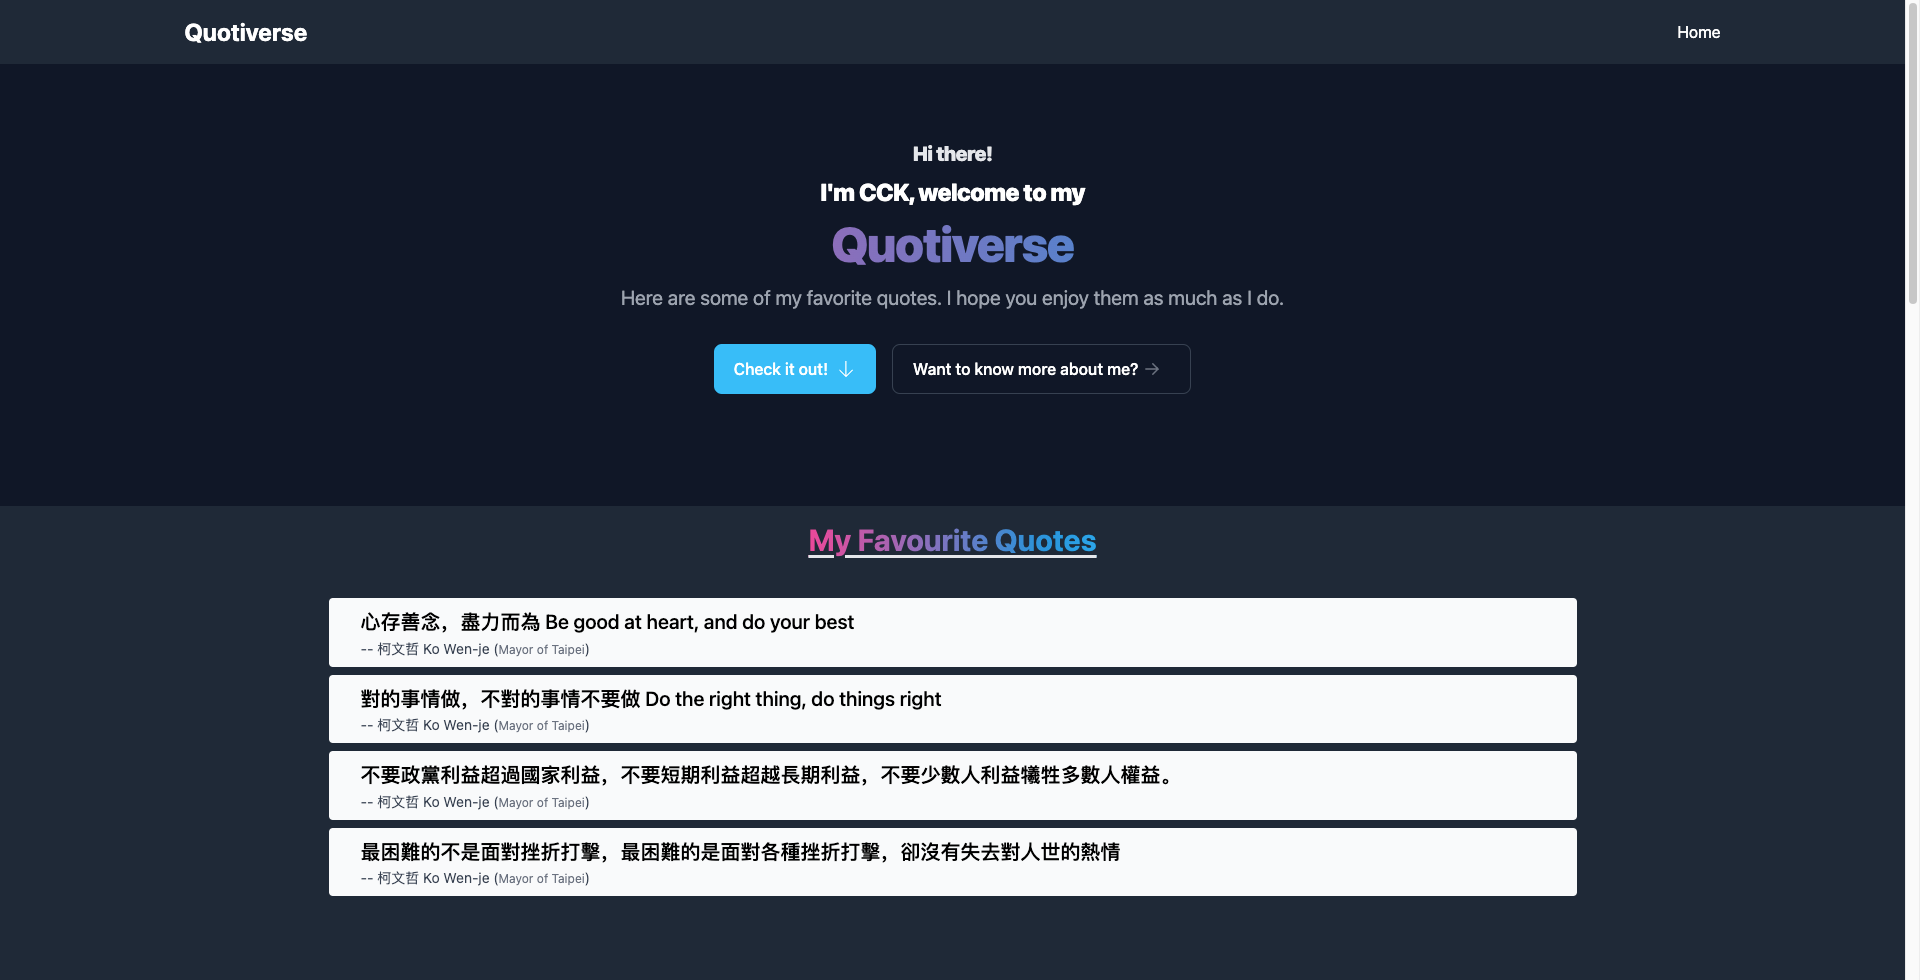 Quotiverse
Home
Hi there!
I'm CCK, welcome to my
Quotiverse
Here are some of my favorite quotes. I hope you enjoy them as much as I do.
Check it out! ↓
Want to know more about me? →
My Favourite Quotes
心存善念，盡力而為 Be good at heart, and do your best
-- 柯文哲 Ko Wen-je (Mayor of Taipei)
對的事情做，不對的事情不要做 Do the right thing, do things right
-- 柯文哲 Ko Wen-je (Mayor of Taipei)
不要政黨利益超過國家利益，不要短期利益超越長期利益，不要少數人利益犧牲多數人權益。
-- 柯文哲 Ko Wen-je (Mayor of Taipei)
最困難的不是面對挫折打擊，最困難的是面對各種挫折打擊，卻沒有失去對人世的熱情
-- 柯文哲 Ko Wen-je (Mayor of Taipei)